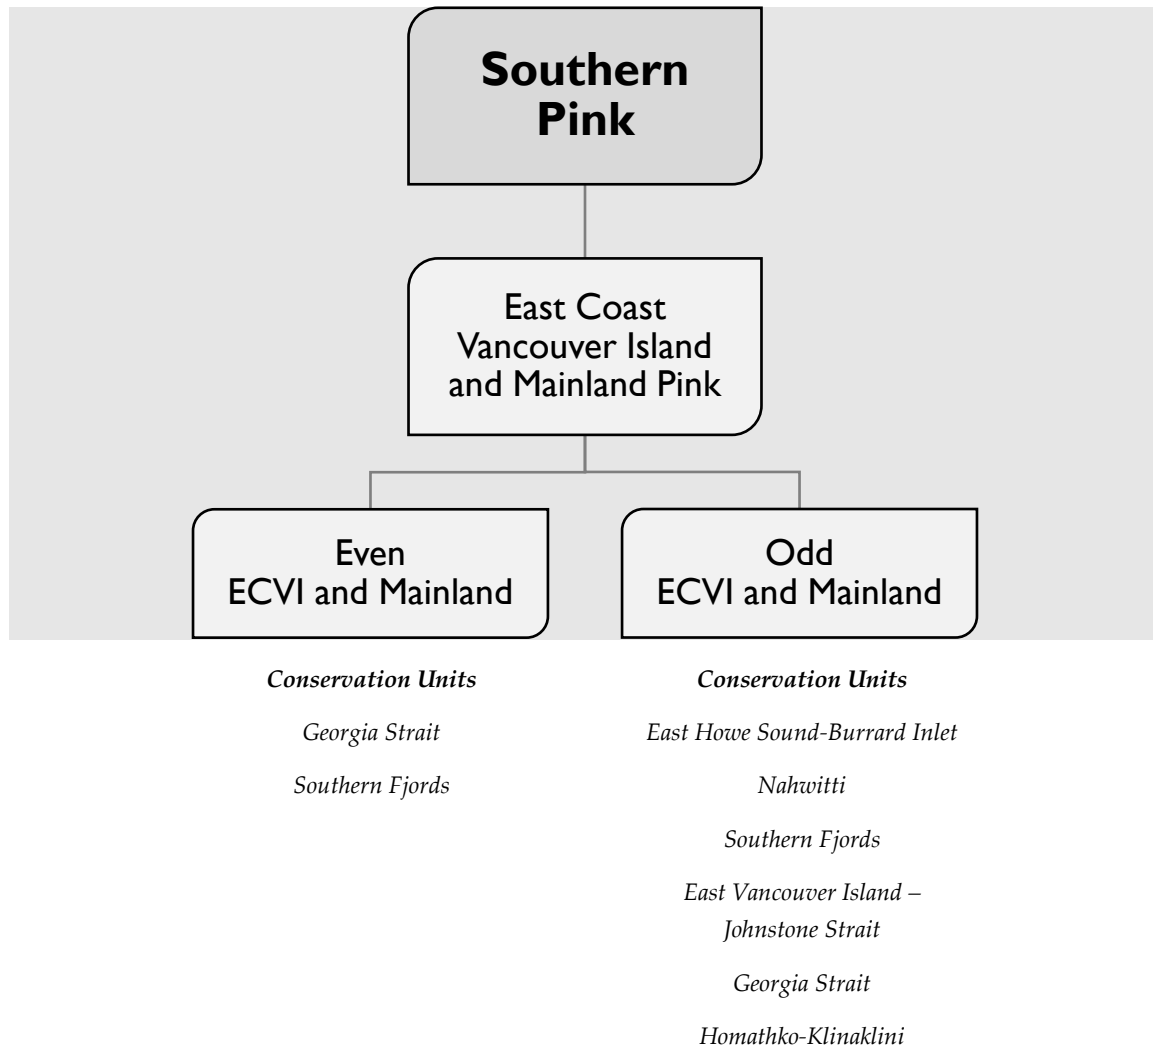 Southern
Pink
East Coast
Vancouver Island
and Mainland Pink
Even
ECVI and Mainland
Odd
ECVI and Mainland
Conservation Units
Georgia Strait
Southern Fjords
Conservation Units
East Howe Sound-Burrard Inlet
Nahwitti
Southern Fjords
East Vancouver Island –
Johnstone Strait
Georgia Strait
Homathko-Klinaklini